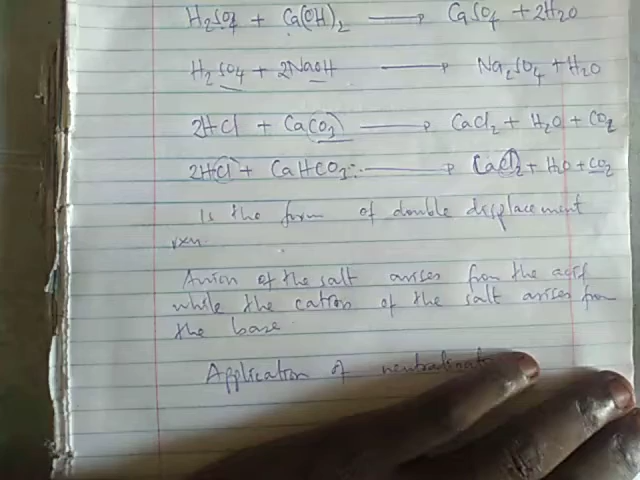 H₂SO₄ + Ca(OH)₂ → CaSO₄ + 2H₂O
H₂SO₄ + 2NaOH → Na₂SO₄ + H₂O
2HCl + CaCO₃ → CaCl₂ + H₂O + CO₂
2HCl + CaHCO₃ → CaCl₂ + H₂O + CO₂
Is the form of double displacement
rxn.
Anion of the salt arises from the acid
while the cation of the salt arises from
the base.
Application of